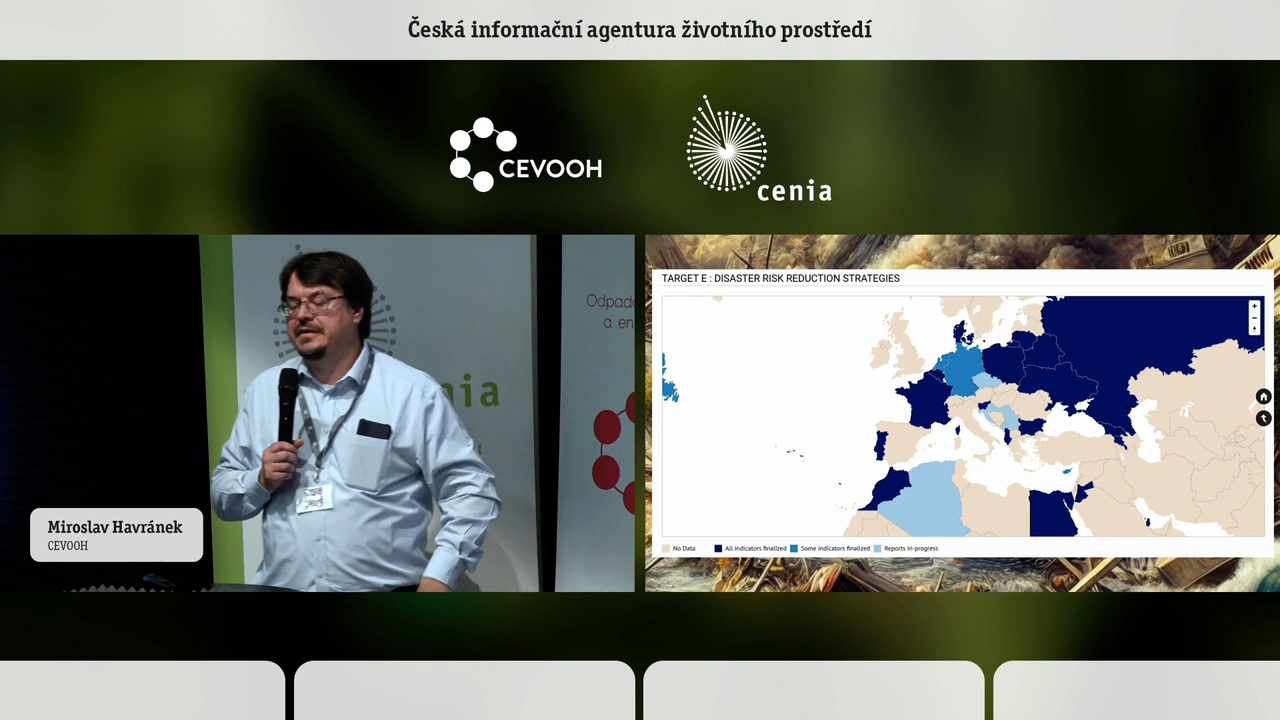 Česká informační agentura životního prostředí
CEVOOH
cenia
Odpado
a en
nia
Miroslav Havránek
CEVOOH
TARGET E : DISASTER RISK REDUCTION STRATEGIES
No Data
All indicators finalized
Some indicators finalized
Reports in-progress